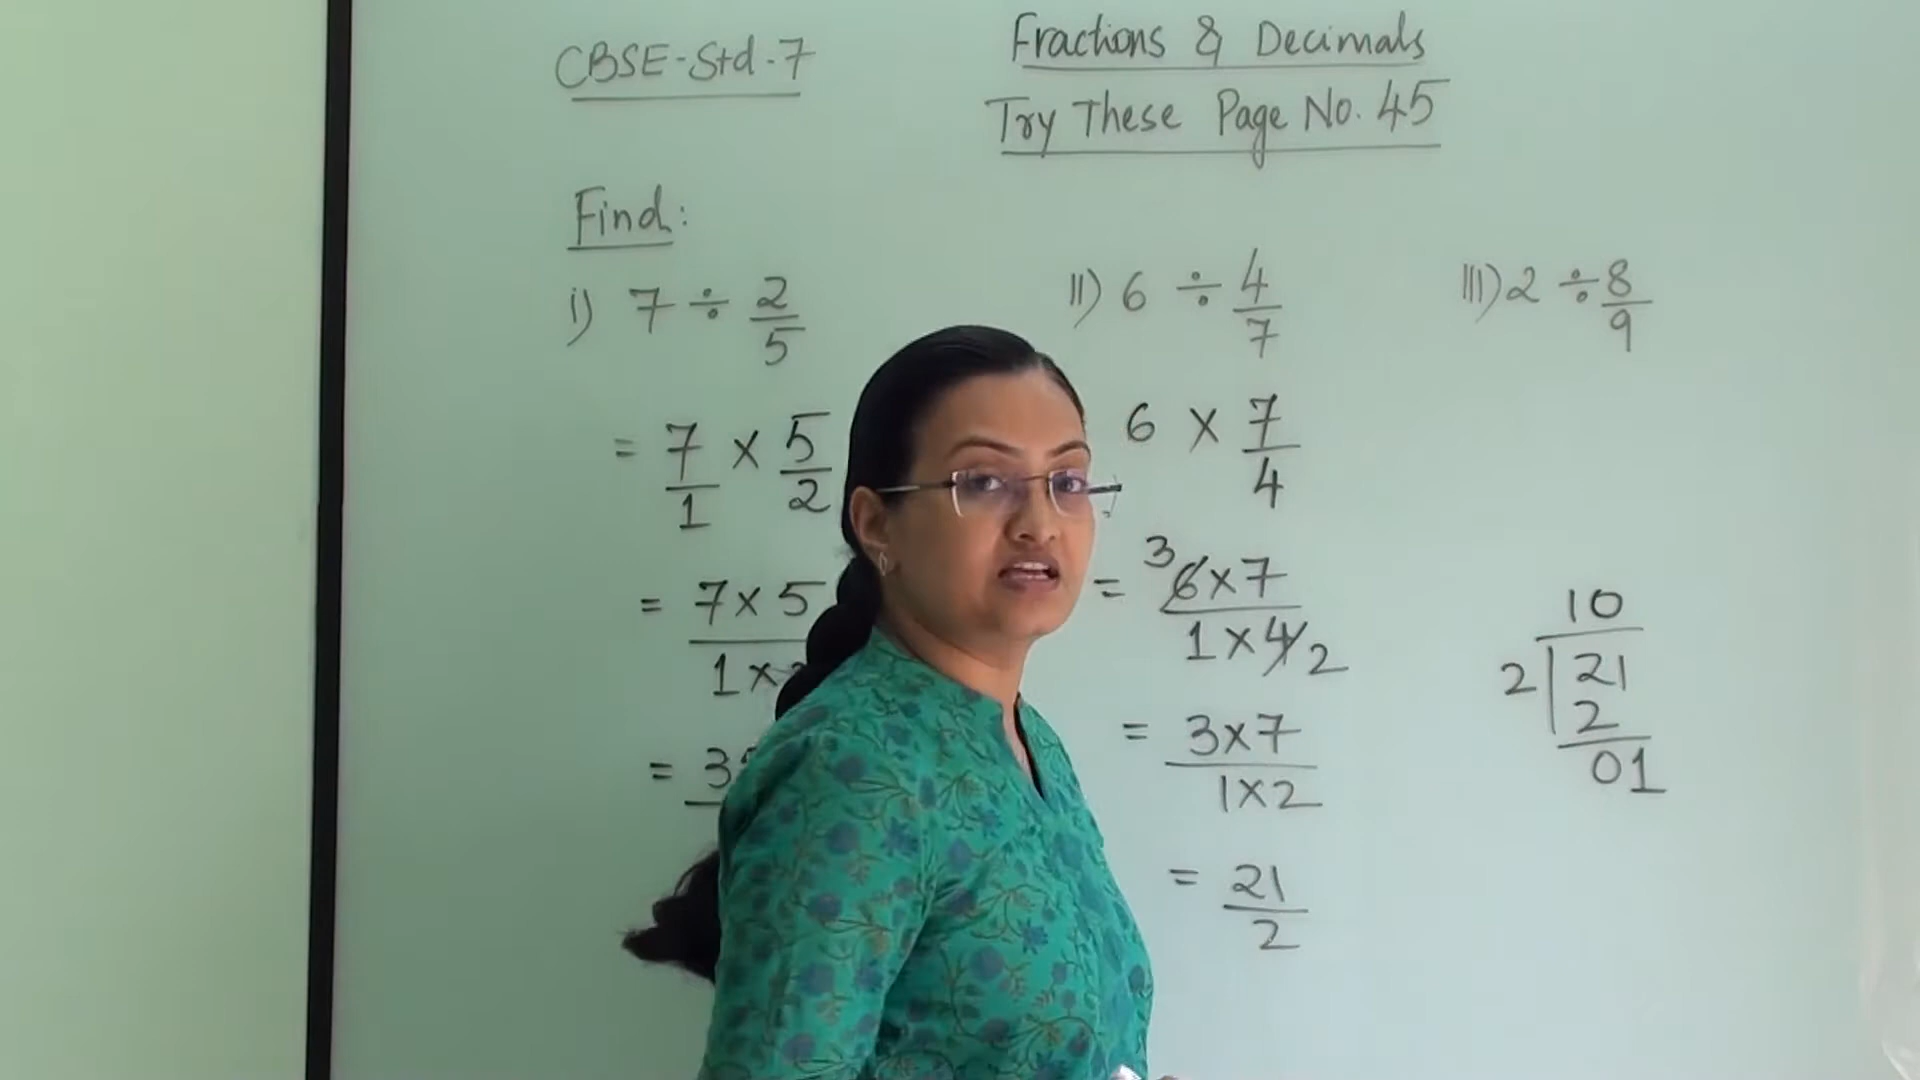 CBSE-Std-7
Fractions & Decimals
Try These Page No. 45
Find:
i) 7 ÷ 2/5
II) 6 ÷ 4/7
III) 2 ÷ 8/9
= 7/1 × 5/2
6 × 7/4
= 7×5
1×
= 3 6×7
1×4 2
= 3
= 3×7
1×2
= 21/2
10
2 21
2
01